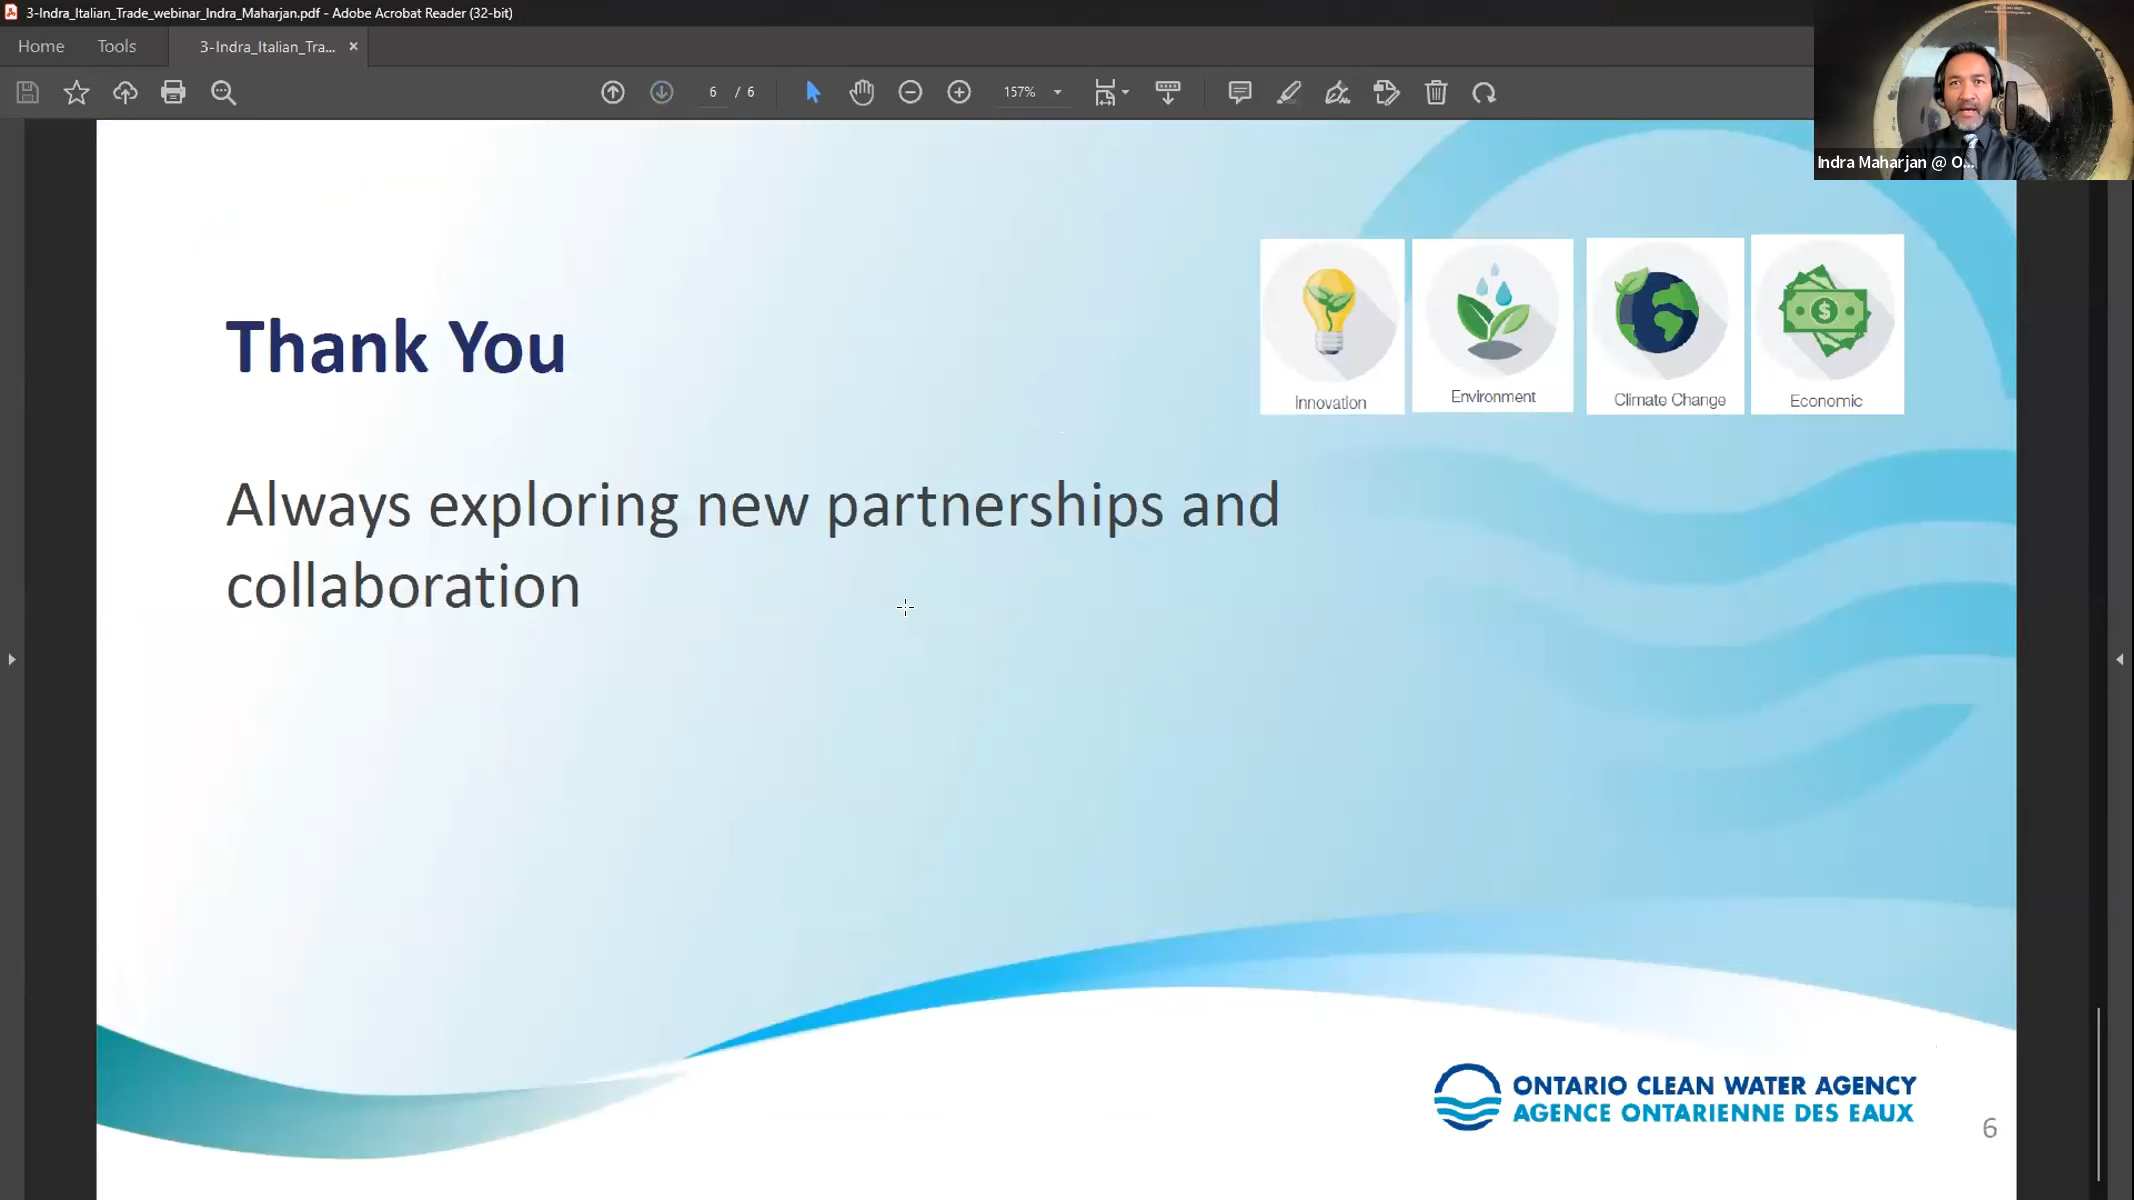 3-Indra_Italian_Trade_webinar_Indra_Maharjan.pdf - Adobe Acrobat Reader (32-bit)
Home
Tools
3-Indra_Italian_Tra...
6 / 6
157%
Indra Maharjan @ O...
Innovation
Environment
Climate Change
Economic
Thank You
Always exploring new partnerships and
collaboration
ONTARIO CLEAN WATER AGENCY
AGENCE ONTARIENNE DES EAUX
6